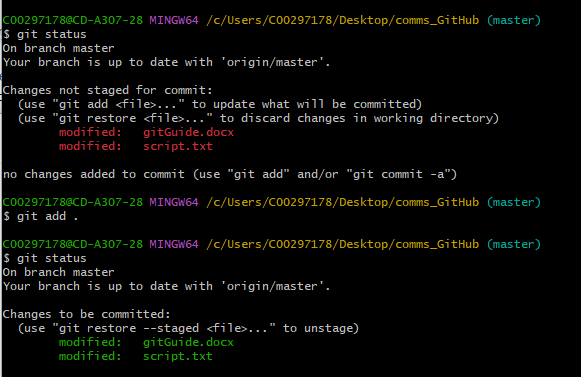 C00297178@CD-A307-28 MINGW64 /c/Users/C00297178/Desktop/comms_GitHub (master)
$ git status
On branch master
Your branch is up to date with 'origin/master'.

Changes not staged for commit:
  (use "git add <file>..." to update what will be committed)
  (use "git restore <file>..." to discard changes in working directory)
        modified:   gitGuide.docx
        modified:   script.txt

no changes added to commit (use "git add" and/or "git commit -a")

C00297178@CD-A307-28 MINGW64 /c/Users/C00297178/Desktop/comms_GitHub (master)
$ git add .

C00297178@CD-A307-28 MINGW64 /c/Users/C00297178/Desktop/comms_GitHub (master)
$ git status
On branch master
Your branch is up to date with 'origin/master'.

Changes to be committed:
  (use "git restore --staged <file>..." to unstage)
        modified:   gitGuide.docx
        modified:   script.txt